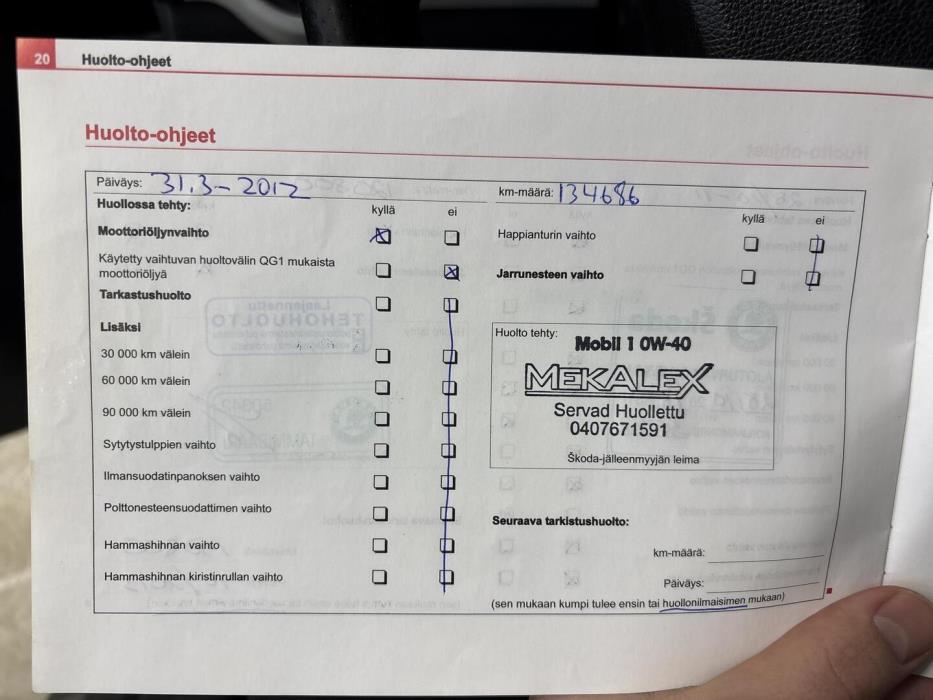 20 Huolto-ohjeet
Huolto-ohjeet
Päiväys: 31.3-2012
km-määrä: 134686
Huollossa tehty:
kyllä ei
Moottoriöljynvaihto
Käytetty vaihtuvan huoltovälin QG1 mukaista
moottoriöljyä
Tarkastushuolto
Lisäksi
30 000 km välein
60 000 km välein
90 000 km välein
Sytytystulppien vaihto
Ilmansuodatinpanoksen vaihto
Polttonesteensuodattimen vaihto
Hammashihnan vaihto
Hammashihnan kiristinrullan vaihto
kyllä ei
Happianturin vaihto
Jarrunesteen vaihto
Huolto tehty:
Mobil 1 0W-40
MEKALEX
Servad Huollettu
0407671591
Škoda-jälleenmyyjän leima
Seuraava tarkistushuolto:
km-määrä:
Päiväys:
(sen mukaan kumpi tulee ensin tai huollonilmaisimen mukaan)